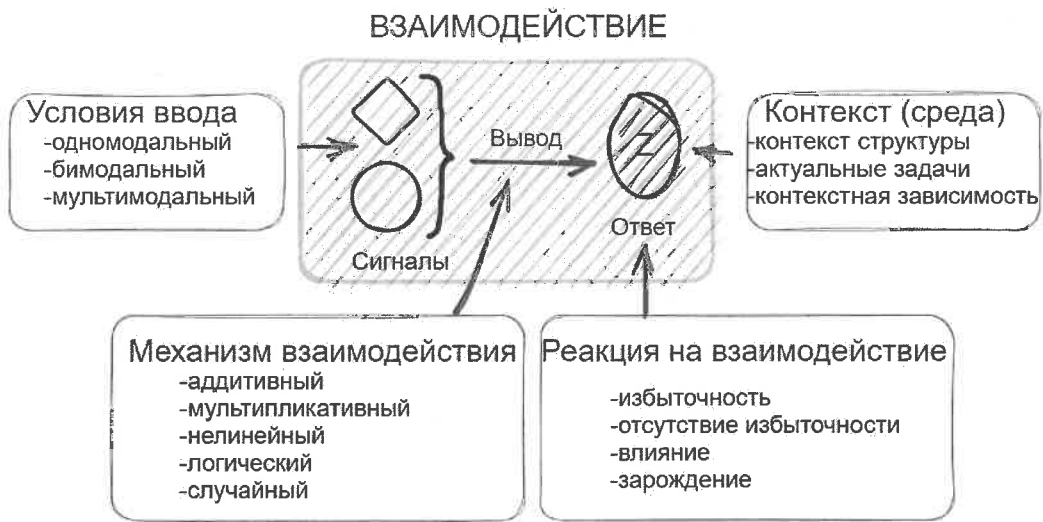 ВЗАИМОДЕЙСТВИЕ
Условия ввода
-одномодальный
-бимодальный
-мультимодальный
Сигналы
Вывод
Ответ
Контекст (среда)
-контекст структуры
-актуальные задачи
-контекстная зависимость
Механизм взаимодействия
-аддитивный
-мультипликативный
-нелинейный
-логический
-случайный
Реакция на взаимодействие
-избыточность
-отсутствие избыточности
-влияние
-зарождение